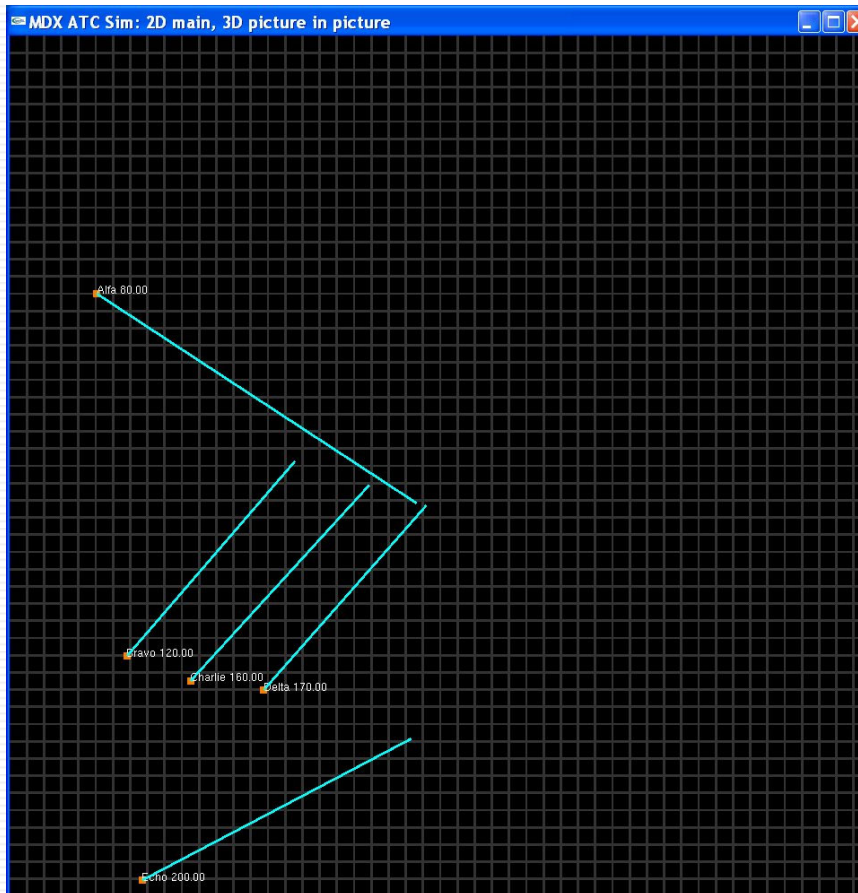 MDX ATC Sim: 2D main, 3D picture in picture
Alfa 80.00
Bravo 120.00
Charlie 160.00
Delta 170.00
Echo 200.00